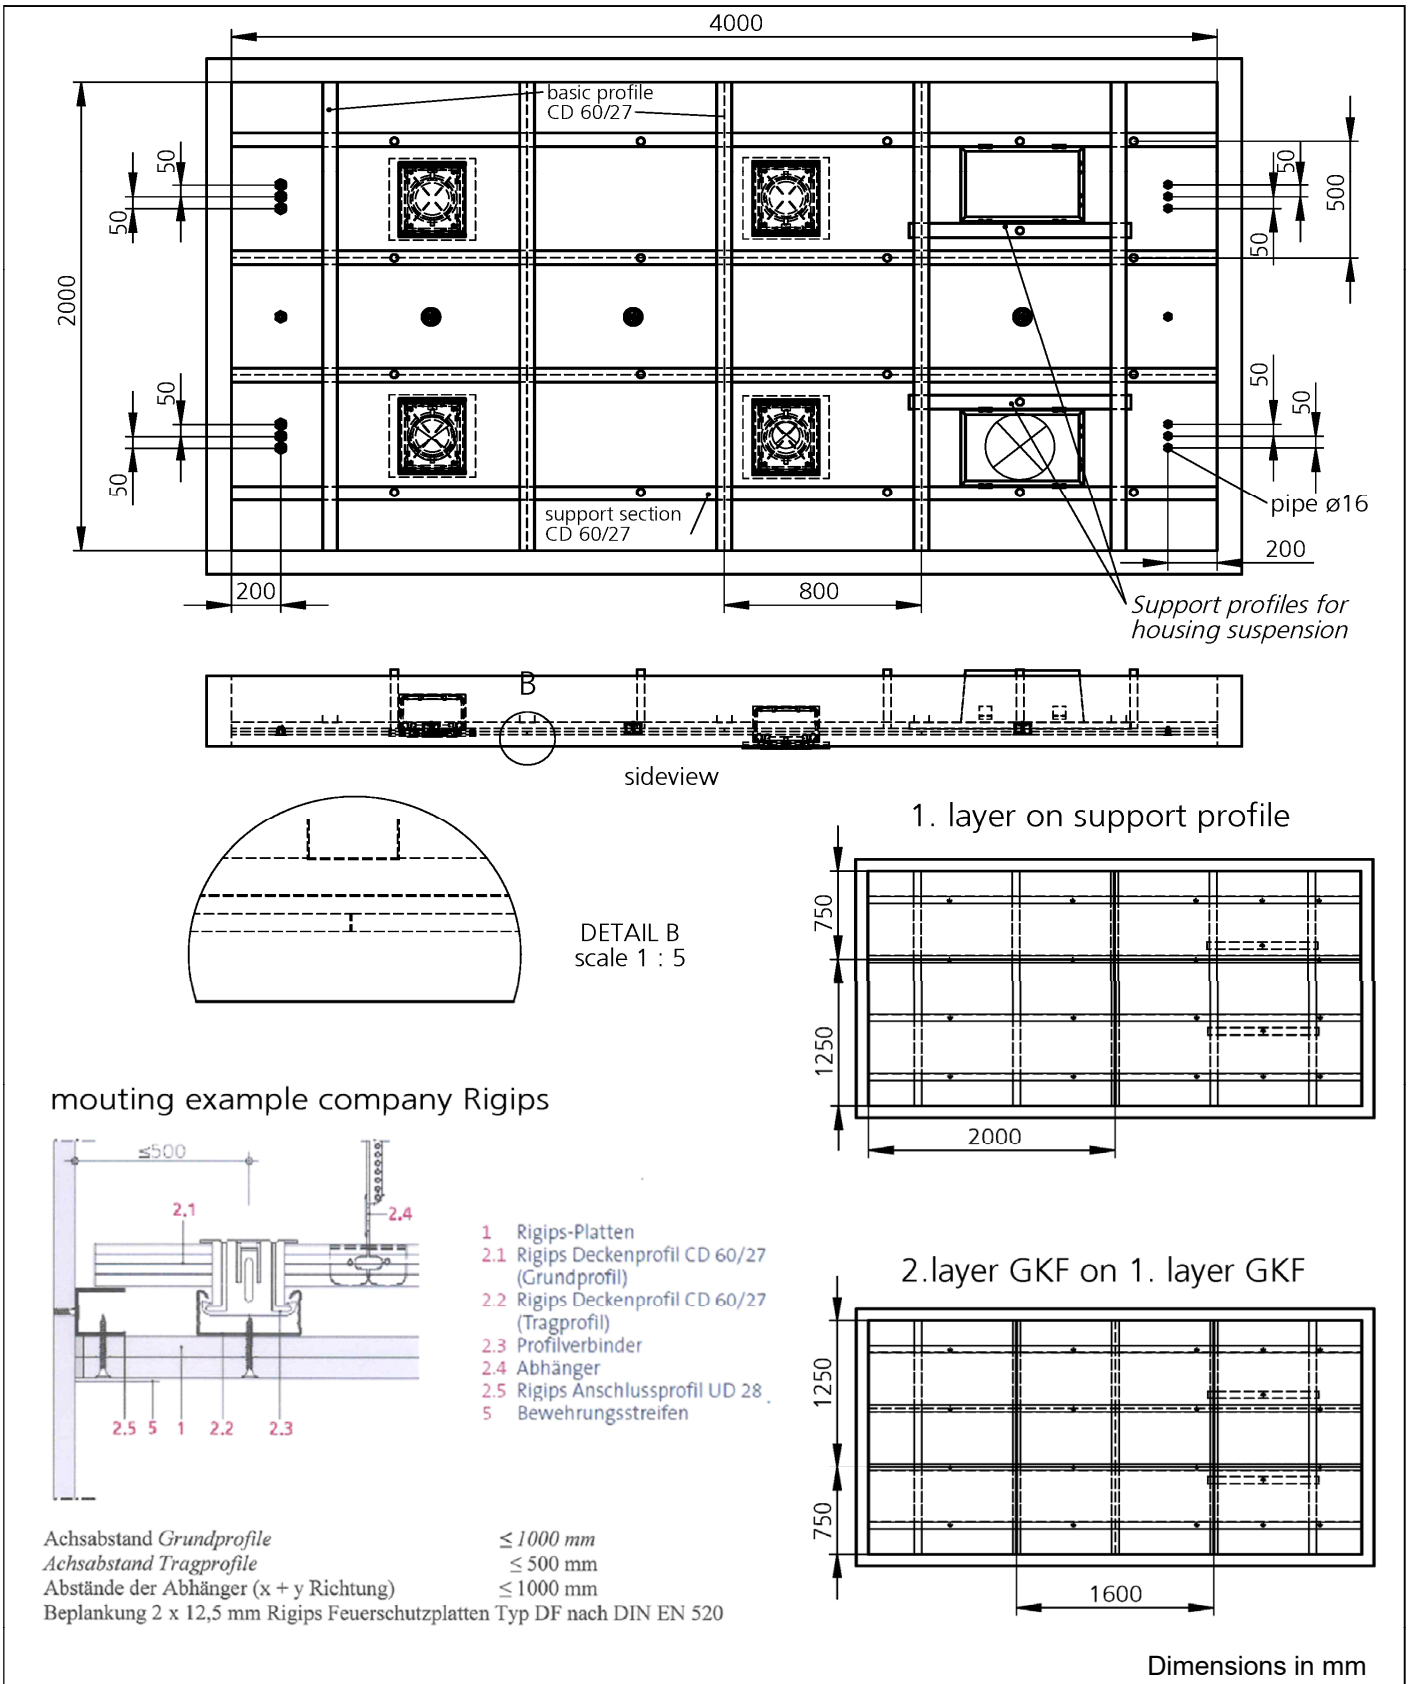 4000
basic profile
CD 60/27
50
50
2000
50
50
500
50
50
50
50
50
50
support section
CD 60/27
pipe ø16
200
200
800
Support profiles for
housing suspension
B
sideview
1. layer on support profile
750
1250
2000
DETAIL B
scale 1 : 5
mouting example company Rigips
≤500
2.1
2.4
2.5 5 1 2.2 2.3
1 Rigips-Platten
2.1 Rigips Deckenprofil CD 60/27
(Grundprofil)
2.2 Rigips Deckenprofil CD 60/27
(Tragprofil)
2.3 Profilverbinder
2.4 Abhänger
2.5 Rigips Anschlussprofil UD 28
5 Bewehrungsstreifen
2.layer GKF on 1. layer GKF
1250
750
1600
Achsabstand Grundprofile ≤ 1000 mm
Achsabstand Tragprofile ≤ 500 mm
Abstände der Abhänger (x + y Richtung) ≤ 1000 mm
Beplankung 2 x 12,5 mm Rigips Feuerschutzplatten Typ DF nach DIN EN 520
Dimensions in mm